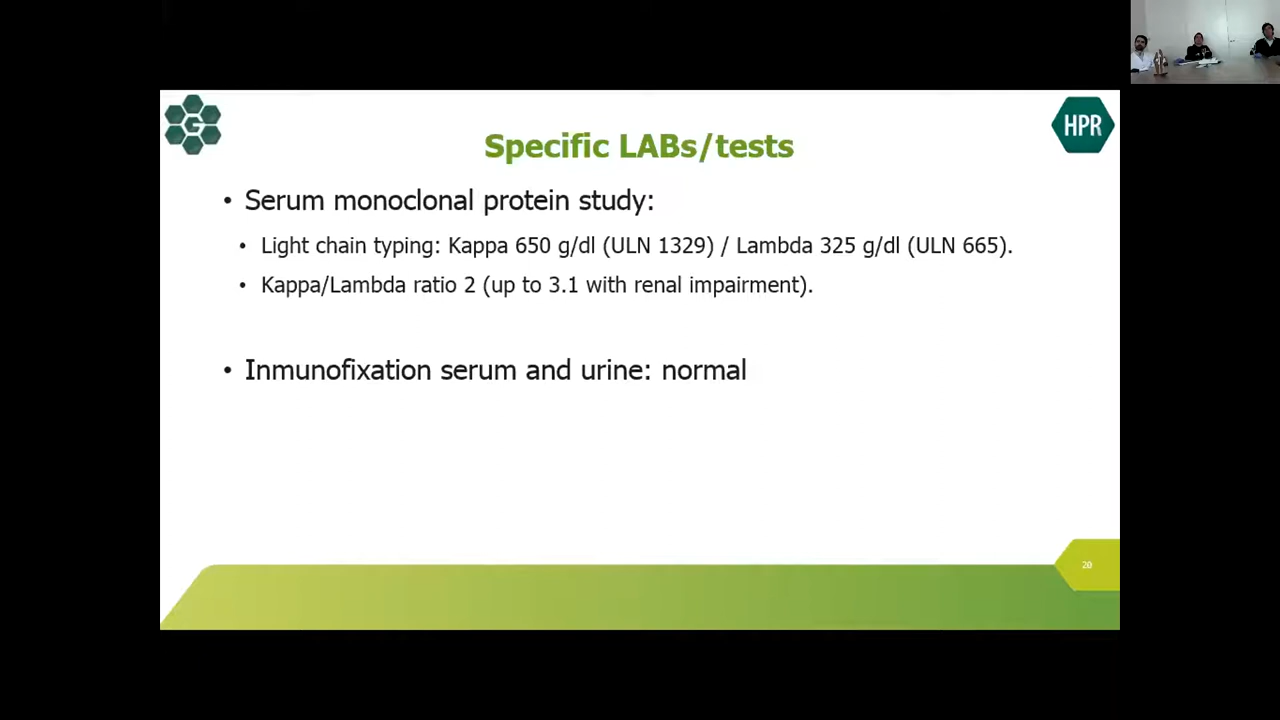 Specific LABs/tests
• Serum monoclonal protein study:
• Light chain typing: Kappa 650 g/dl (ULN 1329) / Lambda 325 g/dl (ULN 665).
• Kappa/Lambda ratio 2 (up to 3.1 with renal impairment).
• Inmunofixation serum and urine: normal
G
HPR
20